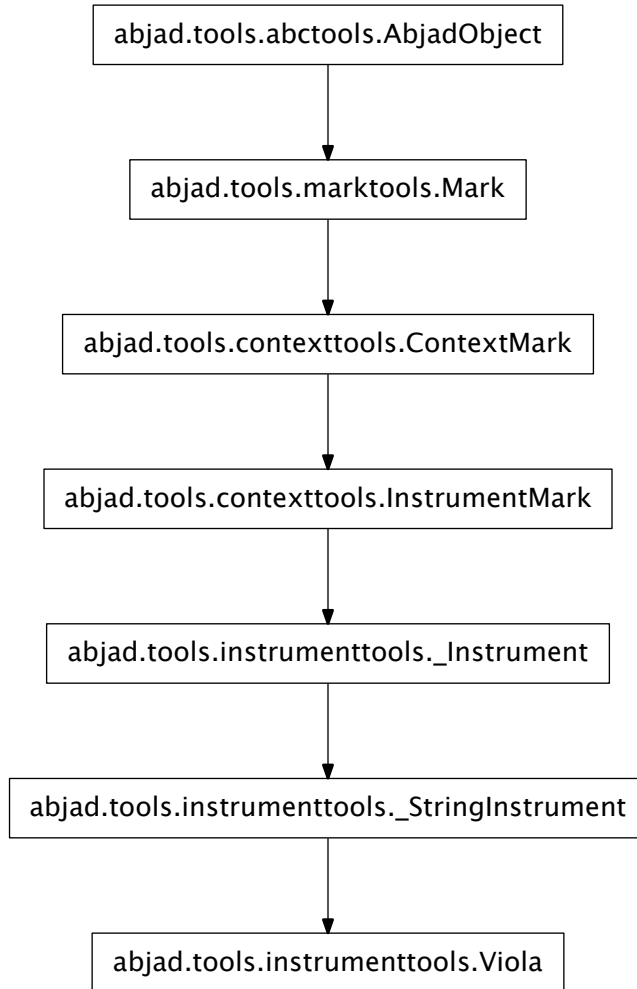 abjad.tools.abctools.AbjadObject
abjad.tools.marktools.Mark
abjad.tools.contexttools.ContextMark
abjad.tools.contexttools.InstrumentMark
abjad.tools.instrumenttools._Instrument
abjad.tools.instrumenttools._StringInstrument
abjad.tools.instrumenttools.Viola